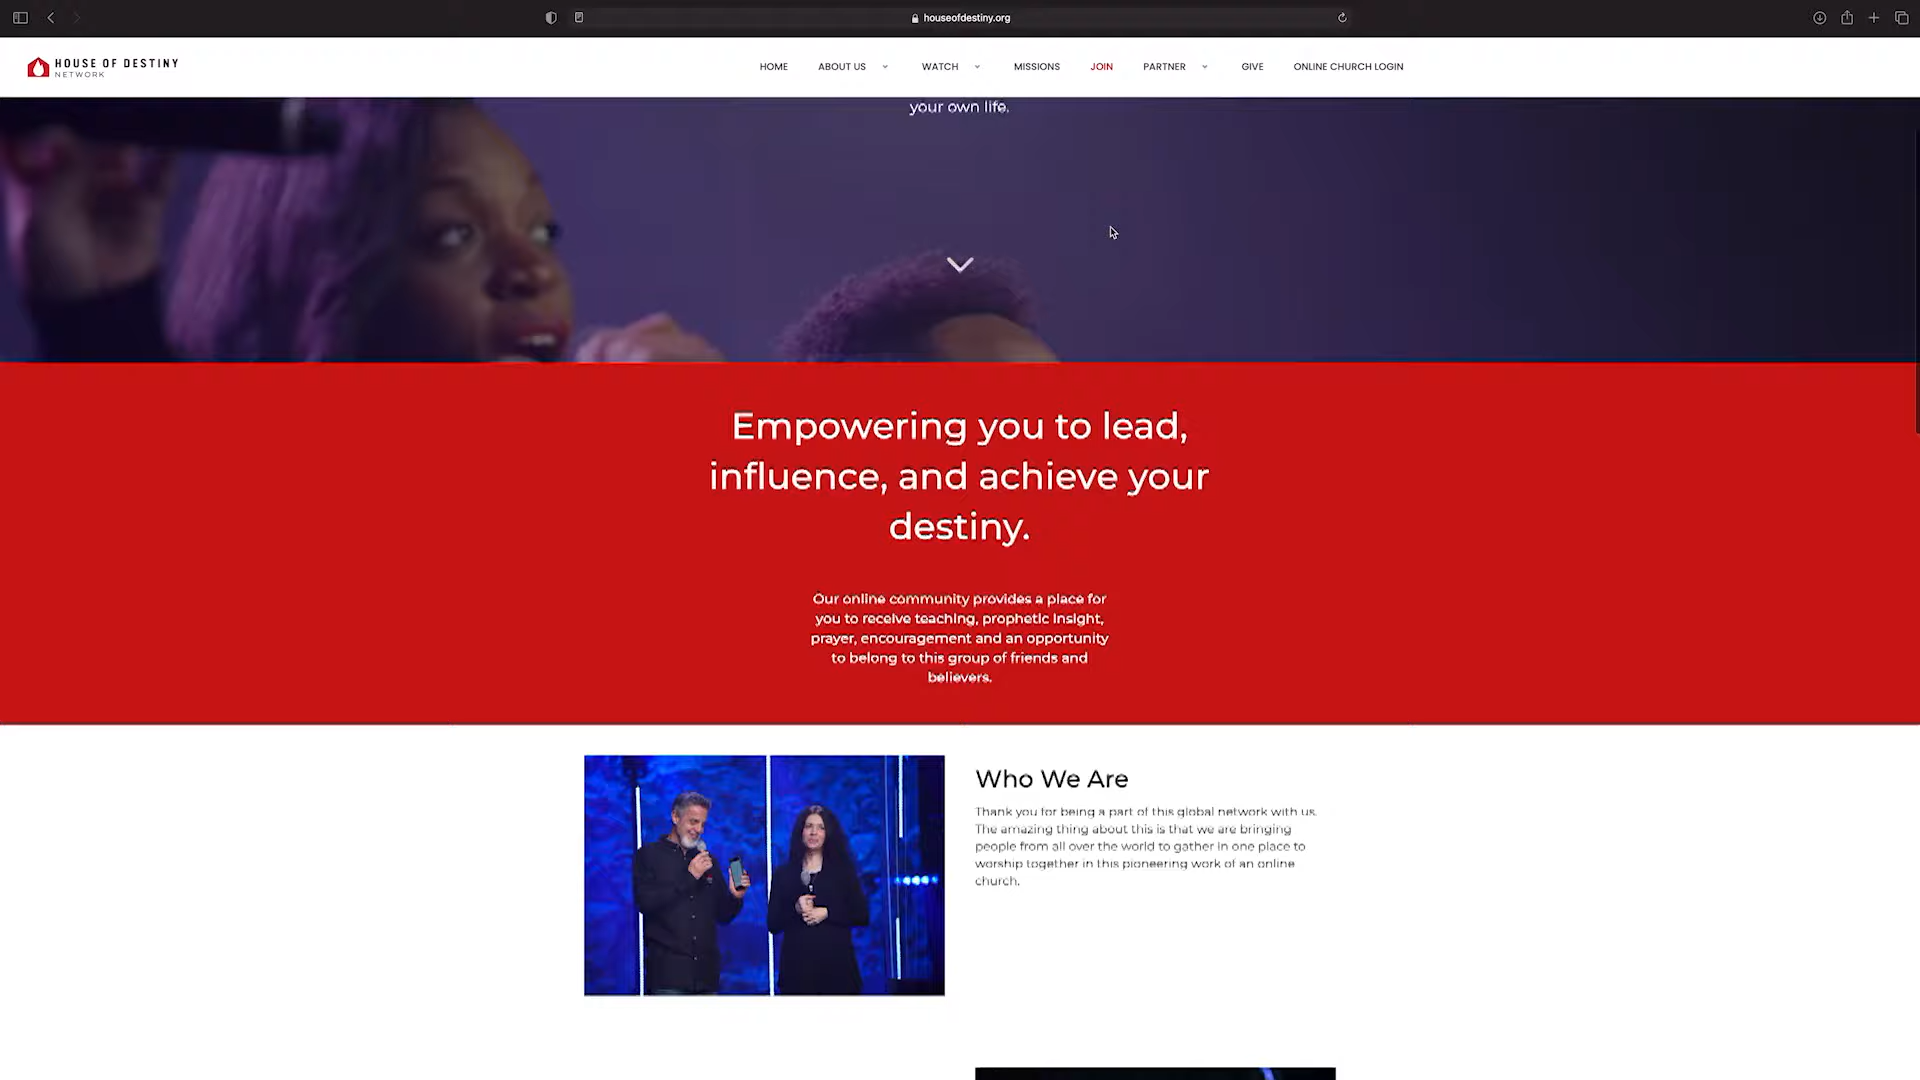 houseofdestiny.org
HOUSE OF DESTINY
NETWORK
HOME ABOUT US WATCH MISSIONS JOIN PARTNER GIVE ONLINE CHURCH LOGIN
your own life.
Empowering you to lead,
influence, and achieve your
destiny.
Our online community provides a place for
you to receive teaching, prophetic insight,
prayer, encouragement and an opportunity
to belong to this group of friends and
believers.
Who We Are
Thank you for being a part of this global network with us.
The amazing thing about this is that we are bringing
people from all over the world to gather in one place to
worship together in this pioneering work of an online
church.